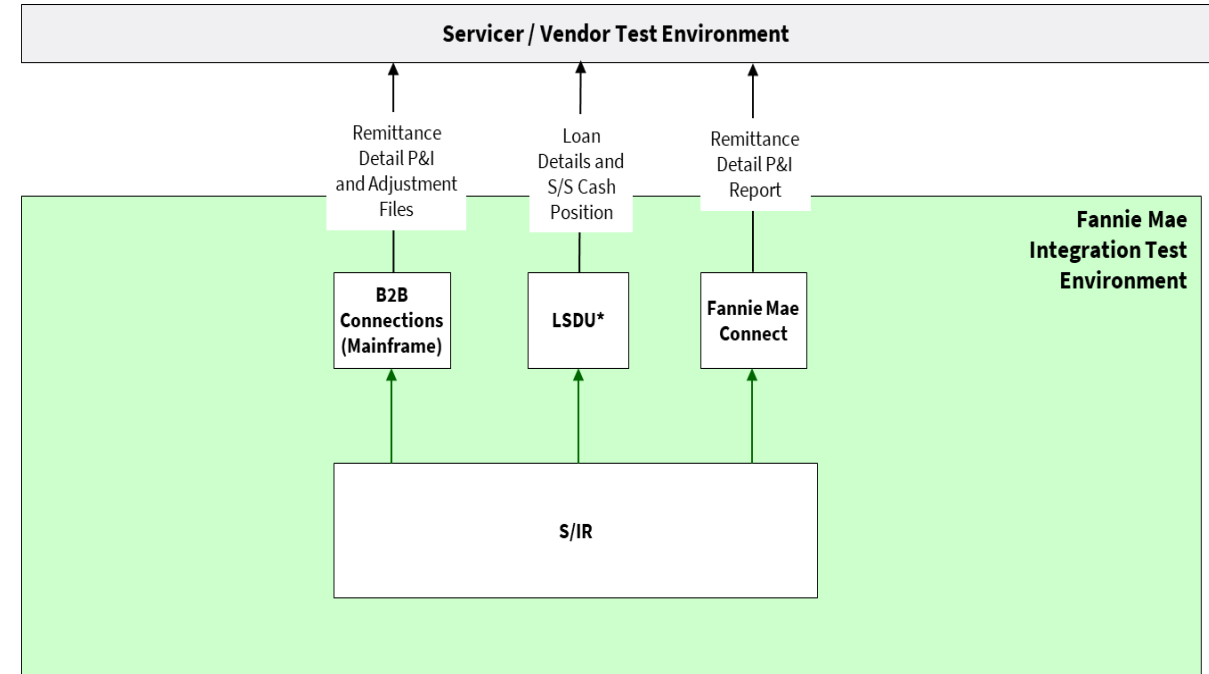 Servicer / Vendor Test Environment
Remittance
Detail P&I
and Adjustment
Files
Loan
Details and
S/S Cash
Position
Remittance
Detail P&I
Report
Fannie Mae
Integration Test
Environment
B2B
Connections
(Mainframe)
LSDU*
Fannie Mae
Connect
S/IR